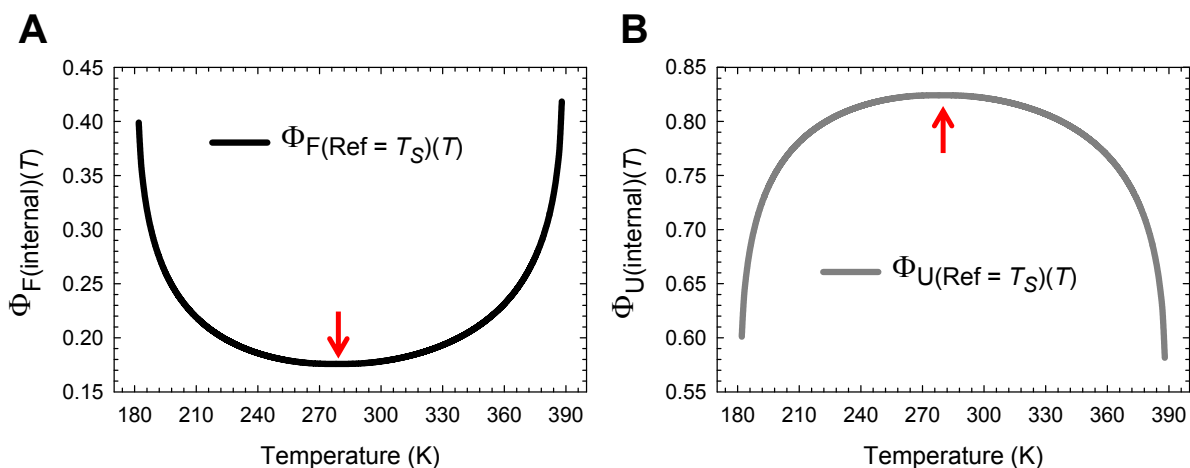 A
ΦF(internal)(T)
0.45
0.40
0.35
0.30
0.25
0.20
0.15
ΦF(Ref = TS)(T)
180 210 240 270 300 330 360 390
Temperature (K)
B
ΦU(internal)(T)
0.85
0.80
0.75
0.70
0.65
0.60
0.55
ΦU(Ref = TS)(T)
180 210 240 270 300 330 360 390
Temperature (K)